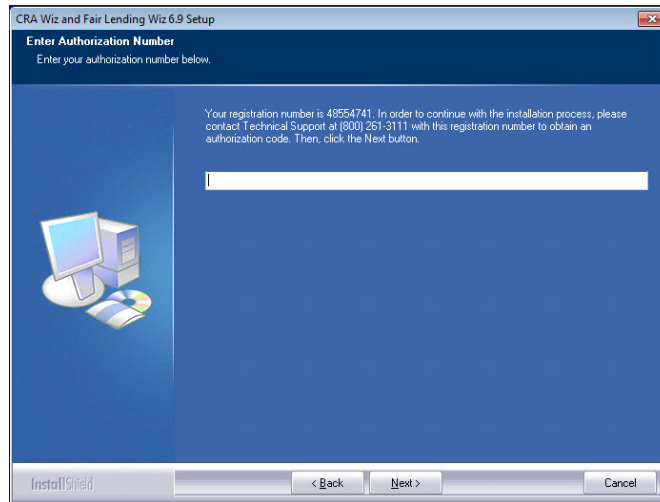 CRA Wiz and Fair Lending Wiz 6.9 Setup
Enter Authorization Number
Enter your authorization number below.
Your registration number is 48554741. In order to continue with the installation process, please
contact Technical Support at (800) 261-3111 with this registration number to obtain an
authorization code. Then, click the Next button.
InstallShield
< Back
Next >
Cancel